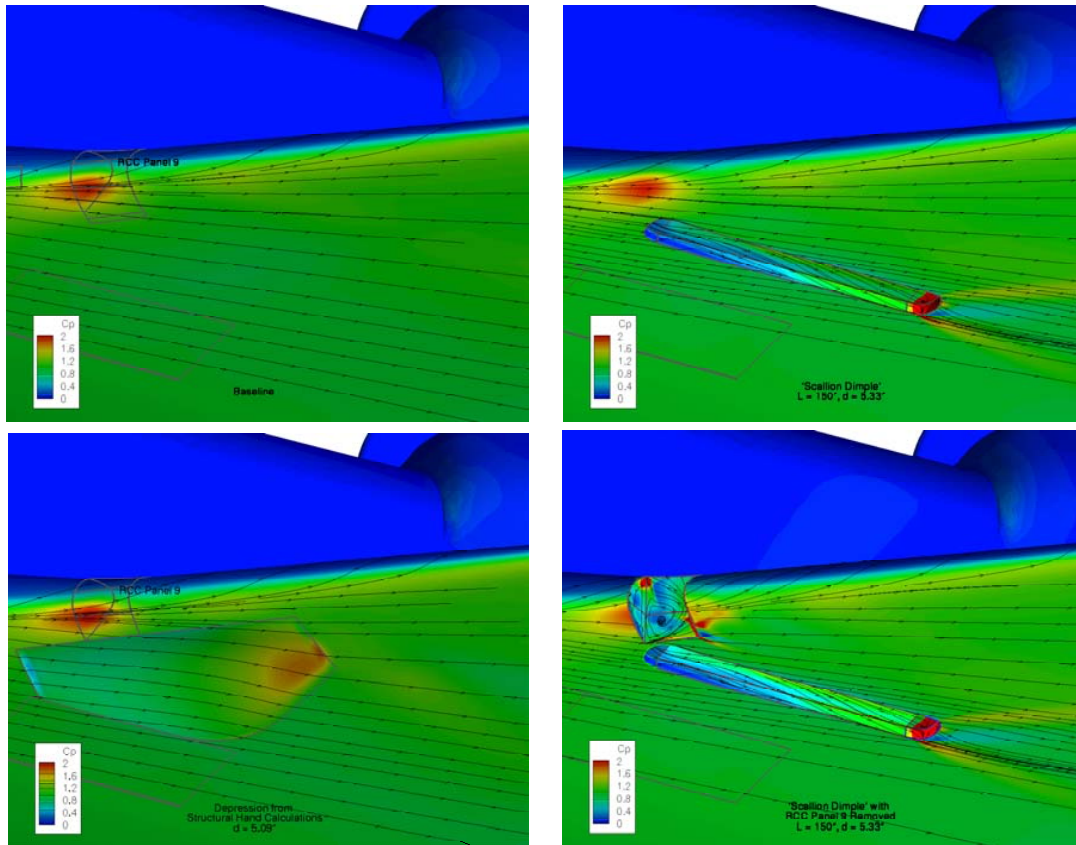 RCC Panel 9
Cp
2
1.6
1.2
0.8
0.4
0
Baseline
Cp
2
1.6
1.2
0.8
0.4
0
'Scallion Dimple'
L = 150", d = 5.33"
RCC Panel 9
Cp
2
1.6
1.2
0.8
0.4
0
Depression from
Structural Hand Calculations
d = 5.09"
Cp
2
1.6
1.2
0.8
0.4
0
'Scallion Dimple' with
RCC Panel 9 Removed
L = 150", d = 5.33"